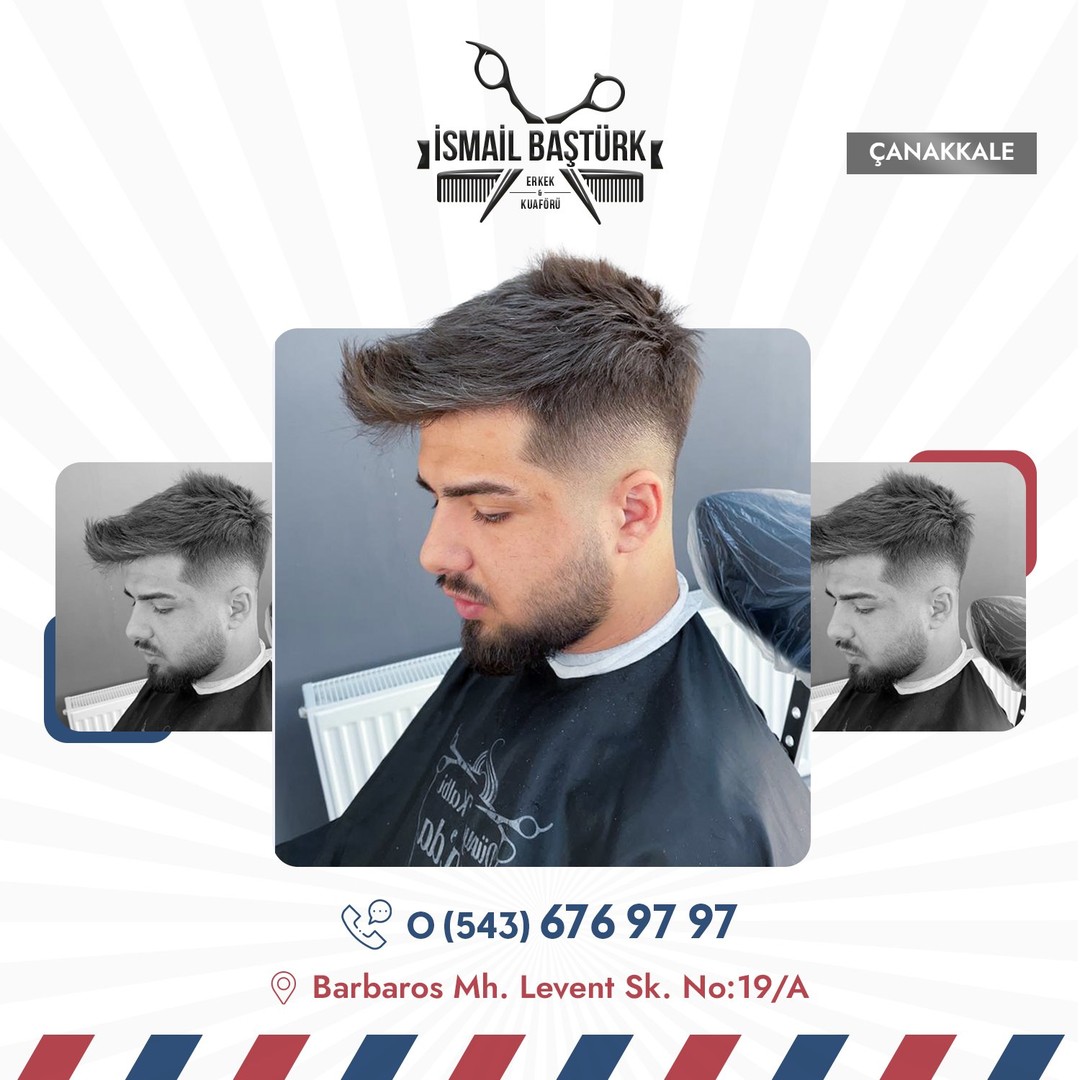 İSMAİL BAŞTÜRK
ERKEK
&
KUAFÖRÜ
ÇANAKKALE
0 (543) 676 97 97
Barbaros Mh. Levent Sk. No:19/A